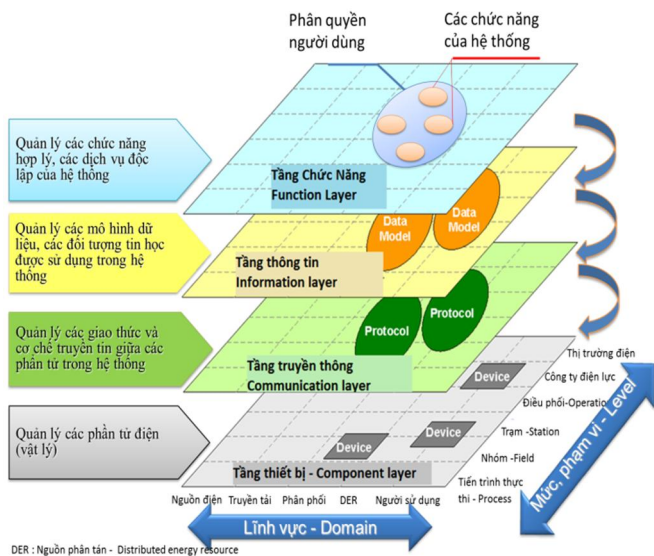 Phân quyền
người dùng
Các chức năng
của hệ thống
Quản lý các chức năng
hợp lý, các dịch vụ độc
lập của hệ thống
Tầng Chức Năng
Function Layer
Quản lý các mô hình dữ
liệu, các đối tượng tin học
được sử dụng trong hệ
thống
Data
Model
Data
Model
Tầng thông tin
Information layer
Quản lý các giao thức và
cơ chế truyền tin giữa các
phần tử trong hệ thống
Protocol
Protocol
Tầng truyền thông
Communication layer
Quản lý các phần tử điện
(vật lý)
Device
Device
Device
Tầng thiết bị - Component layer
Thị trường điện
Công ty điện lực
Điều phối-Operation
Trạm -Station
Nhóm -Field
Tiến trình thực
thi - Process
Mức, phạm vi - Level
Nguồn điện Truyền tải Phân phối DER Người sử dụng
Lĩnh vực - Domain
DER : Nguồn phân tán - Distributed energy resource